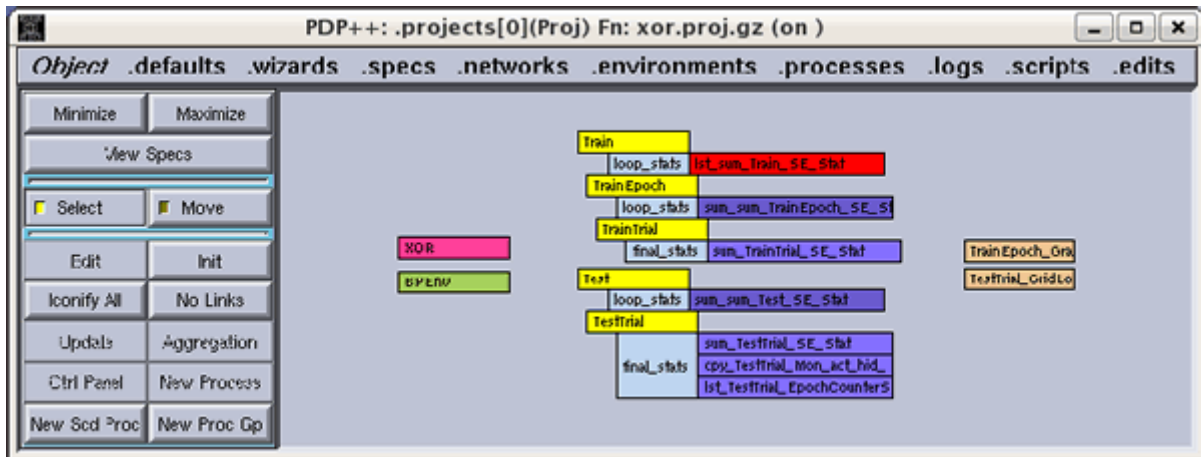 PDP++: .projects[0](Proj) Fn: xor.proj.gz (on )
Object .defaults .wizards .specs .networks .environments .processes .logs .scripts .edits
Minimize Maximize
View Specs
Select Move
Edit Init
Iconify All No Links
Update Aggregation
Ctrl Panel New Process
New Scd Proc New Proc Gp
XOR
BPEnv
Train
loop_stats lst_sum_Train_SE_Stat
TrainEpoch
loop_stats sum_sum_TrainEpoch_SE_St
TrainTrial
final_stats sum_TrainTrial_SE_Stat
Test
loop_stats sum_sum_Test_SE_Stat
TestTrial
final_stats
sum_TestTrial_SE_Stat
cpy_TestTrial_Mon_act_hid_
lst_TestTrial_EpochCounterS
TrainEpoch_Gra
TestTrial_GridLo